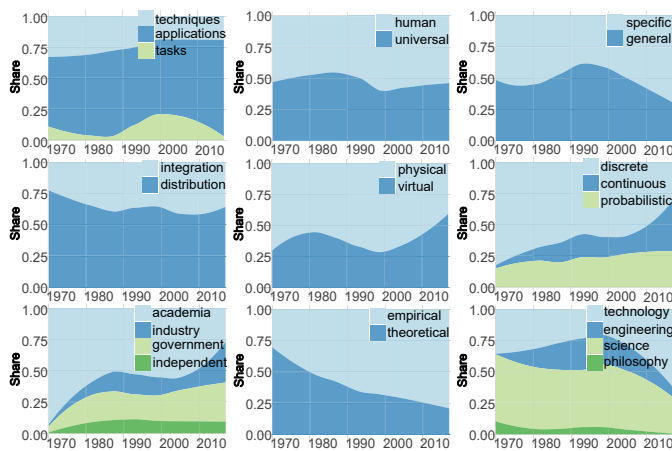 1.00
0.75
0.50
0.25
0.00
Share
techniques
applications
tasks
1970 1980 1990 2000 2010
1.00
0.75
0.50
0.25
0.00
Share
human
universal
1970 1980 1990 2000 2010
1.00
0.75
0.50
0.25
0.00
Share
specific
general
1970 1980 1990 2000 2010
1.00
0.75
0.50
0.25
0.00
Share
integration
distribution
1970 1980 1990 2000 2010
1.00
0.75
0.50
0.25
0.00
Share
physical
virtual
1970 1980 1990 2000 2010
1.00
0.75
0.50
0.25
0.00
Share
discrete
continuous
probabilistic
1970 1980 1990 2000 2010
1.00
0.75
0.50
0.25
0.00
Share
academia
industry
government
independent
1970 1980 1990 2000 2010
1.00
0.75
0.50
0.25
0.00
Share
empirical
theoretical
1970 1980 1990 2000 2010
1.00
0.75
0.50
0.25
0.00
Share
technology
engineering
science
philosophy
1970 1980 1990 2000 2010